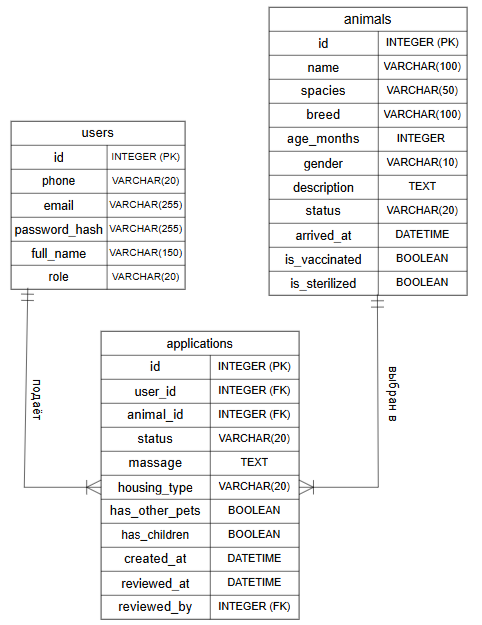 animals
id INTEGER (PK)
name VARCHAR(100)
spacies VARCHAR(50)
breed VARCHAR(100)
age_months INTEGER
gender VARCHAR(10)
description TEXT
status VARCHAR(20)
arrived_at DATETIME
is_vaccinated BOOLEAN
is_sterilized BOOLEAN
users
id INTEGER (PK)
phone VARCHAR(20)
email VARCHAR(255)
password_hash VARCHAR(255)
full_name VARCHAR(150)
role VARCHAR(20)
подаёт
выбран в
applications
id INTEGER (PK)
user_id INTEGER (FK)
animal_id INTEGER (FK)
status VARCHAR(20)
massage TEXT
housing_type VARCHAR(20)
has_other_pets BOOLEAN
has_children BOOLEAN
created_at DATETIME
reviewed_at DATETIME
reviewed_by INTEGER (FK)